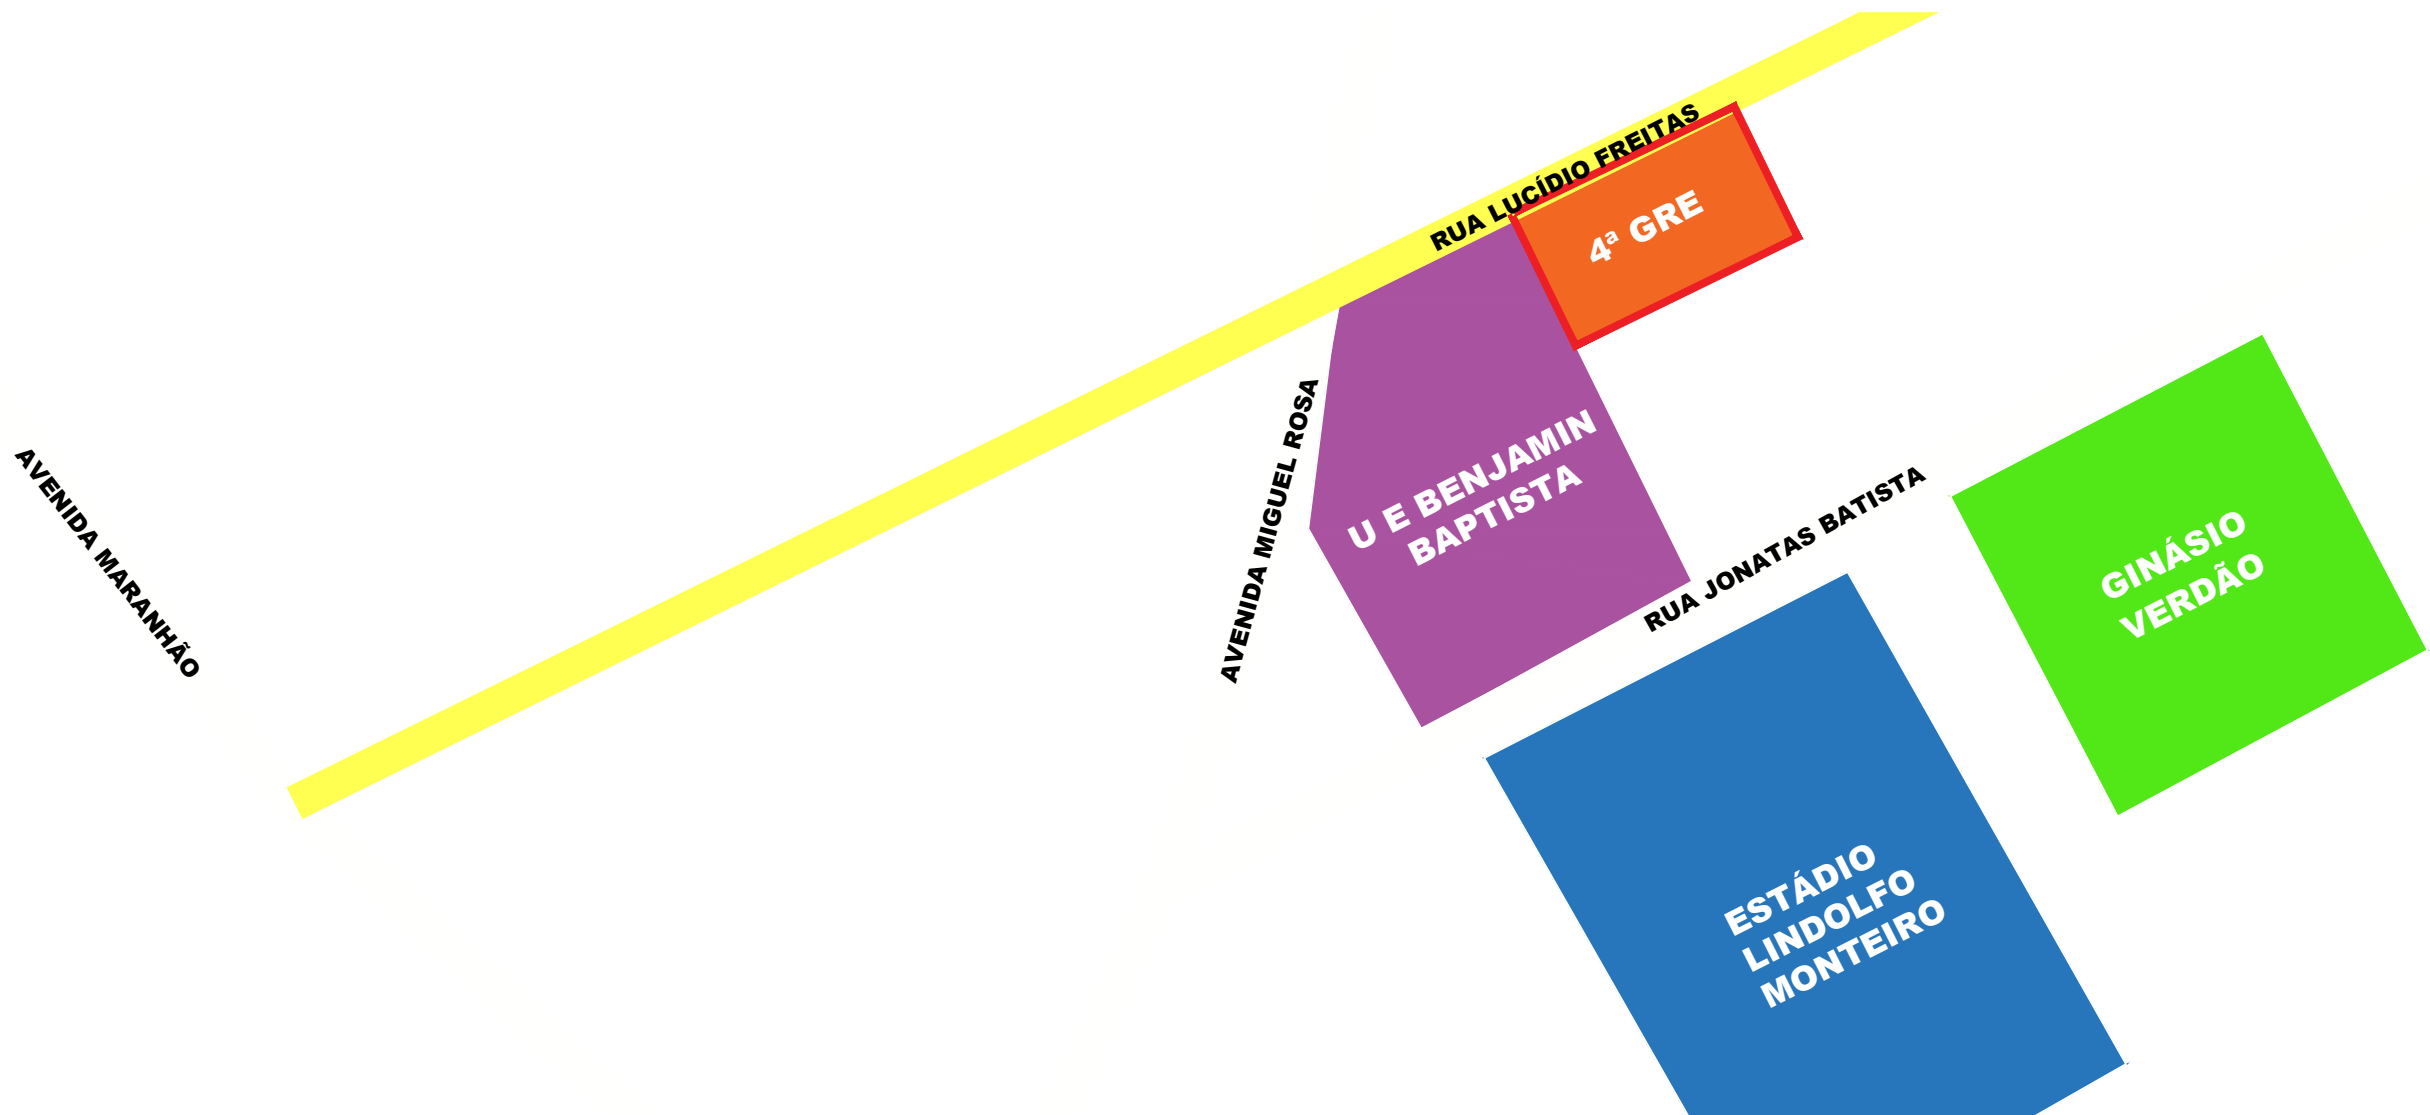 RUA LUCÍDIO FREITAS
4ª GRE
AVENIDA MIGUEL ROSA
U E BENJAMIN
BAPTISTA
AVENIDA MARANHÃO
RUA JONATAS BATISTA
GINÁSIO
VERDÃO
ESTÁDIO
LINDOLFO
MONTEIRO